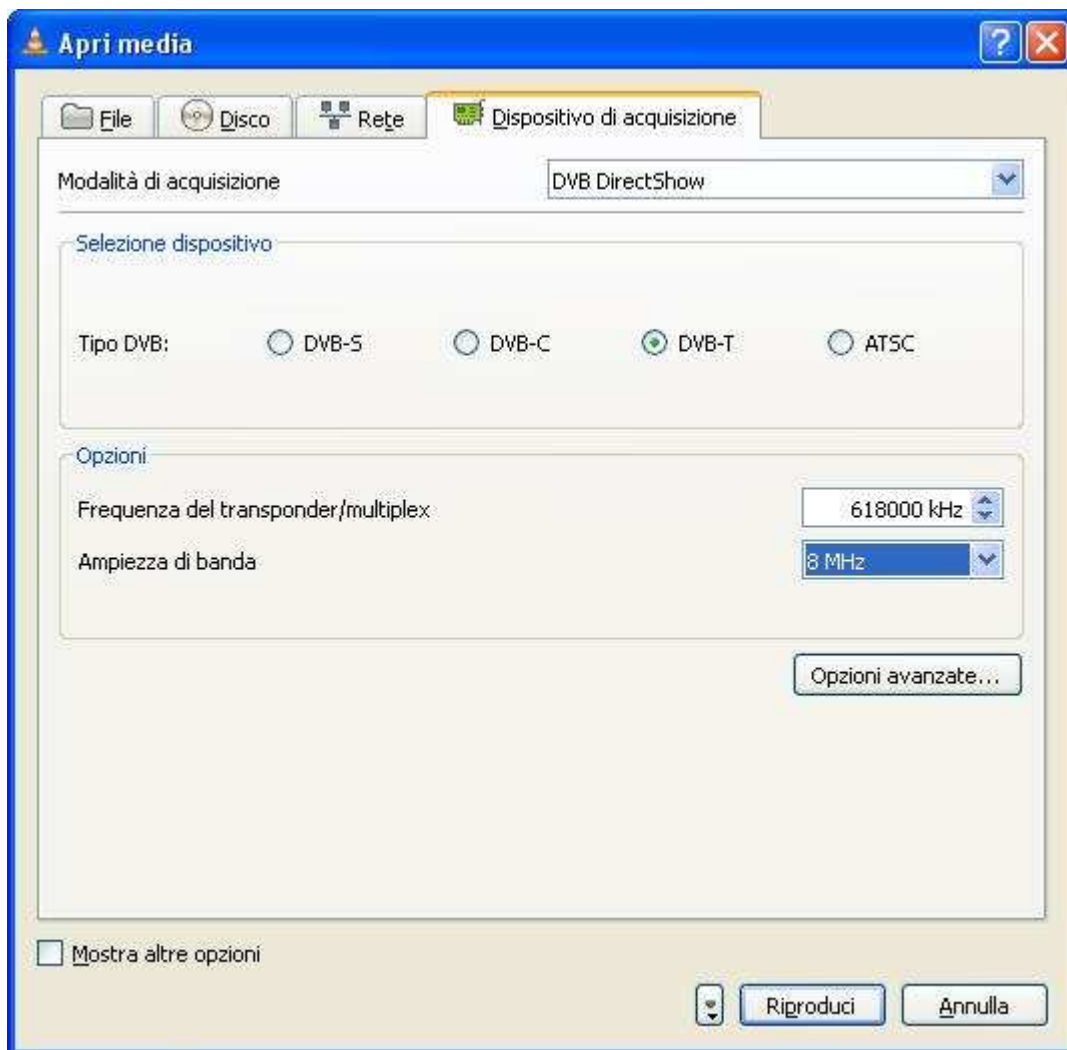 Apri media
File Disco Rete Dispositivo di acquisizione
Modalità di acquisizione DVB DirectShow
Selezione dispositivo
Tipo DVB: DVB-S DVB-C DVB-T ATSC
Opzioni
Frequenza del transponder/multiplex 618000 kHz
Ampiezza di banda 8 MHz
Opzioni avanzate...
Mostra altre opzioni
Riproduci Annulla